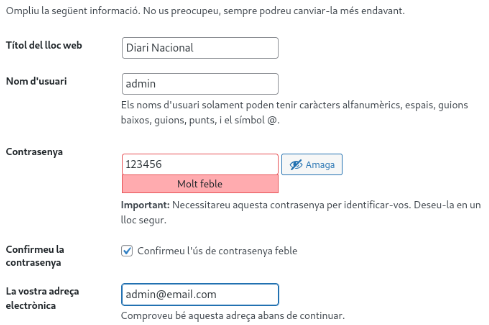 Ompliu la següent informació. No us preocupeu, sempre podreu canviar-la més endavant.
Títol del lloc web
Diari Nacional
Nom d'usuari
admin
Els noms d'usuari solament poden tenir caràcters alfanumèrics, espais, guions
baixos, guions, punts, i el símbol @.
Contrasenya
123456
Amaga
Molt feble
Important: Necessitareu aquesta contrasenya per identificar-vos. Deseu-la en un
lloc segur.
Confirmeu la
contrasenya
Confirmeu l'ús de contrasenya feble
La vostra adreça
electrònica
admin@email.com
Comproveu bé aquesta adreça abans de continuar.